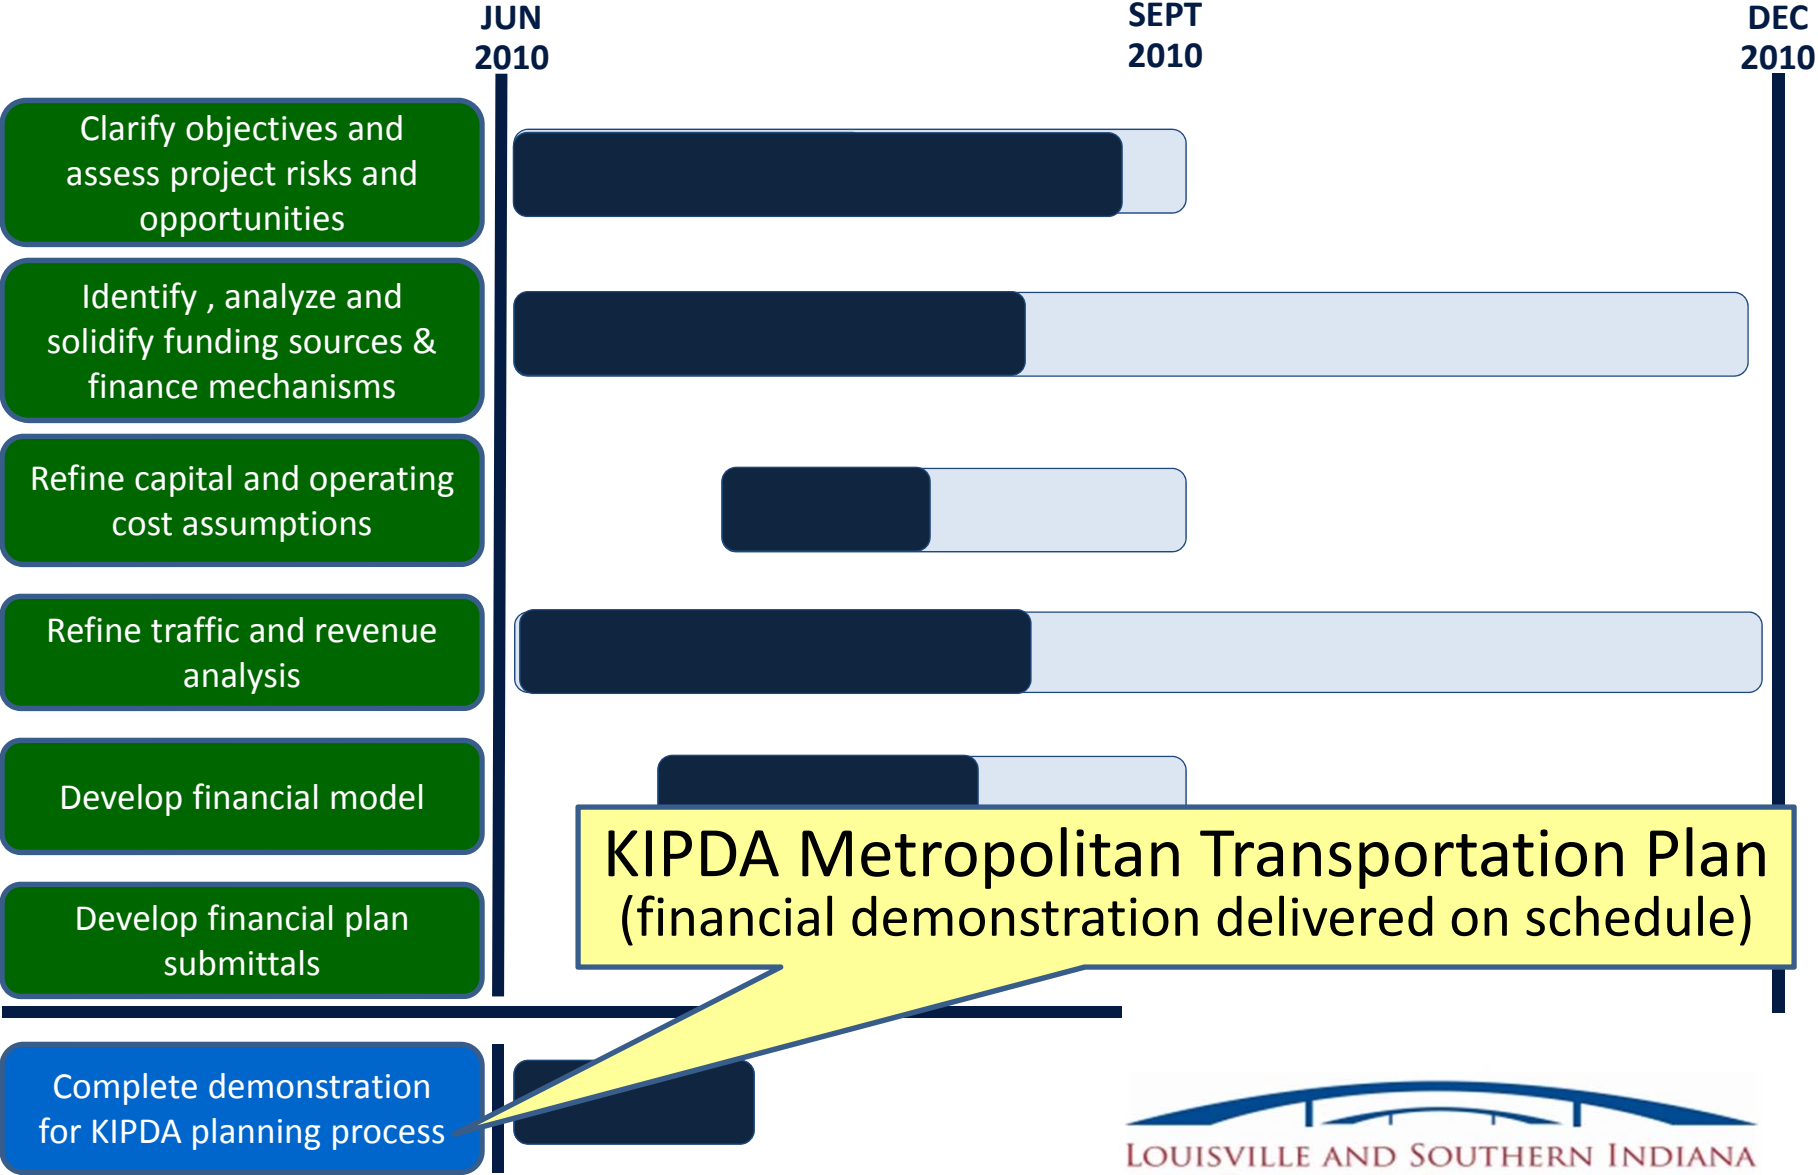 JUN
2010
SEPT
2010
DEC
2010
Clarify objectives and
assess project risks and
opportunities
Identify , analyze and
solidify funding sources &
finance mechanisms
Refine capital and operating
cost assumptions
Refine traffic and revenue
analysis
Develop financial model
KIPDA Metropolitan Transportation Plan
(financial demonstration delivered on schedule)
Develop financial plan
submittals
Complete demonstration
for KIPDA planning process
LOUISVILLE AND SOUTHERN INDIANA